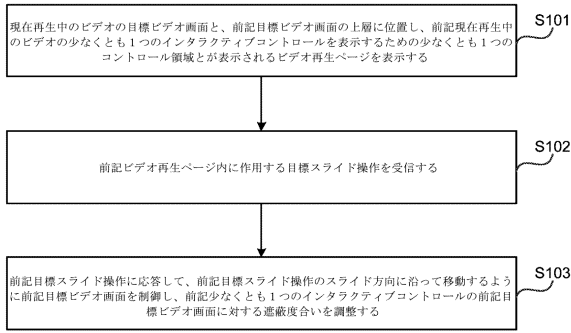 S101
現在再生中のビデオの目標ビデオ画面と、前記目標ビデオ画面の上層に位置し、前記現在再生中
のビデオの少なくとも１つのインタラクティブコントロールを表示するための少なくとも１つの
コントロール領域とが表示されるビデオ再生ページを表示する
S102
前記ビデオ再生ページ内に作用する目標スライド操作を受信する
S103
前記目標スライド操作に応答して、前記目標スライド操作のスライド方向に沿って移動するよう
に前記目標ビデオ画面を制御し、前記少なくとも１つのインタラクティブコントロールの前記目
標ビデオ画面に対する遮蔽度合いを調整する